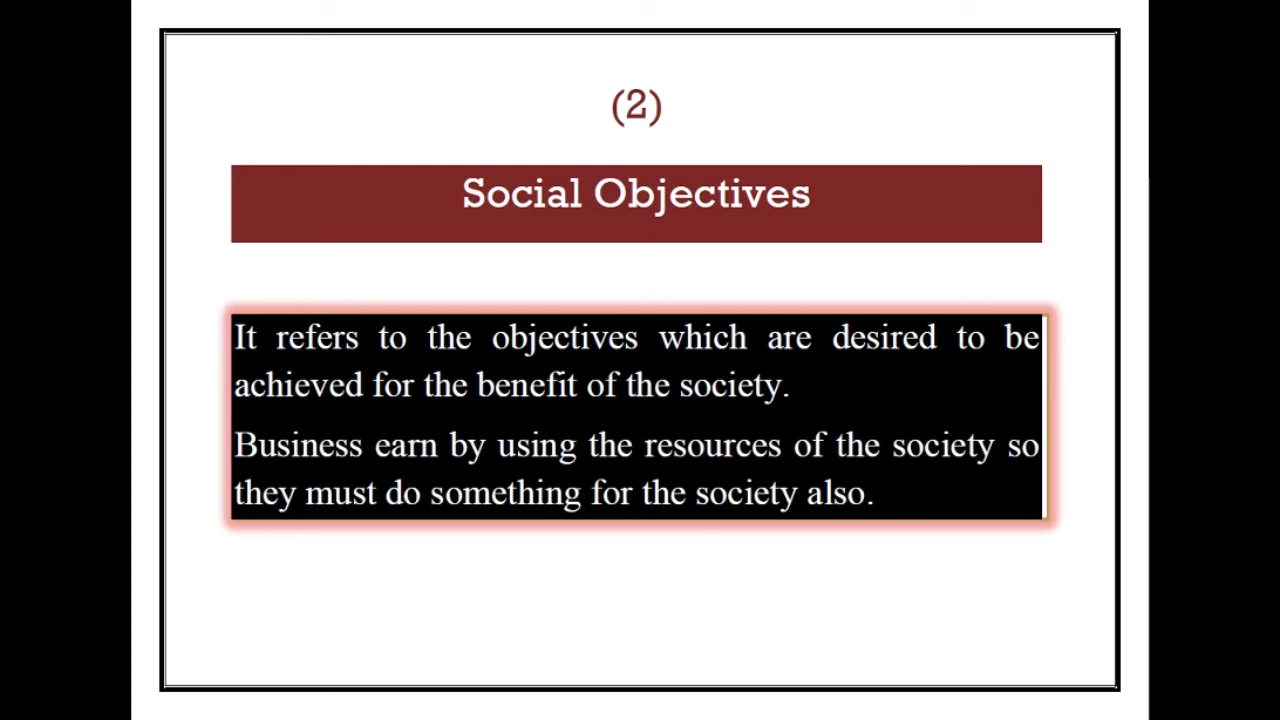 (2)
Social Objectives
It refers to the objectives which are desired to be
achieved for the benefit of the society.
Business earn by using the resources of the society so
they must do something for the society also.